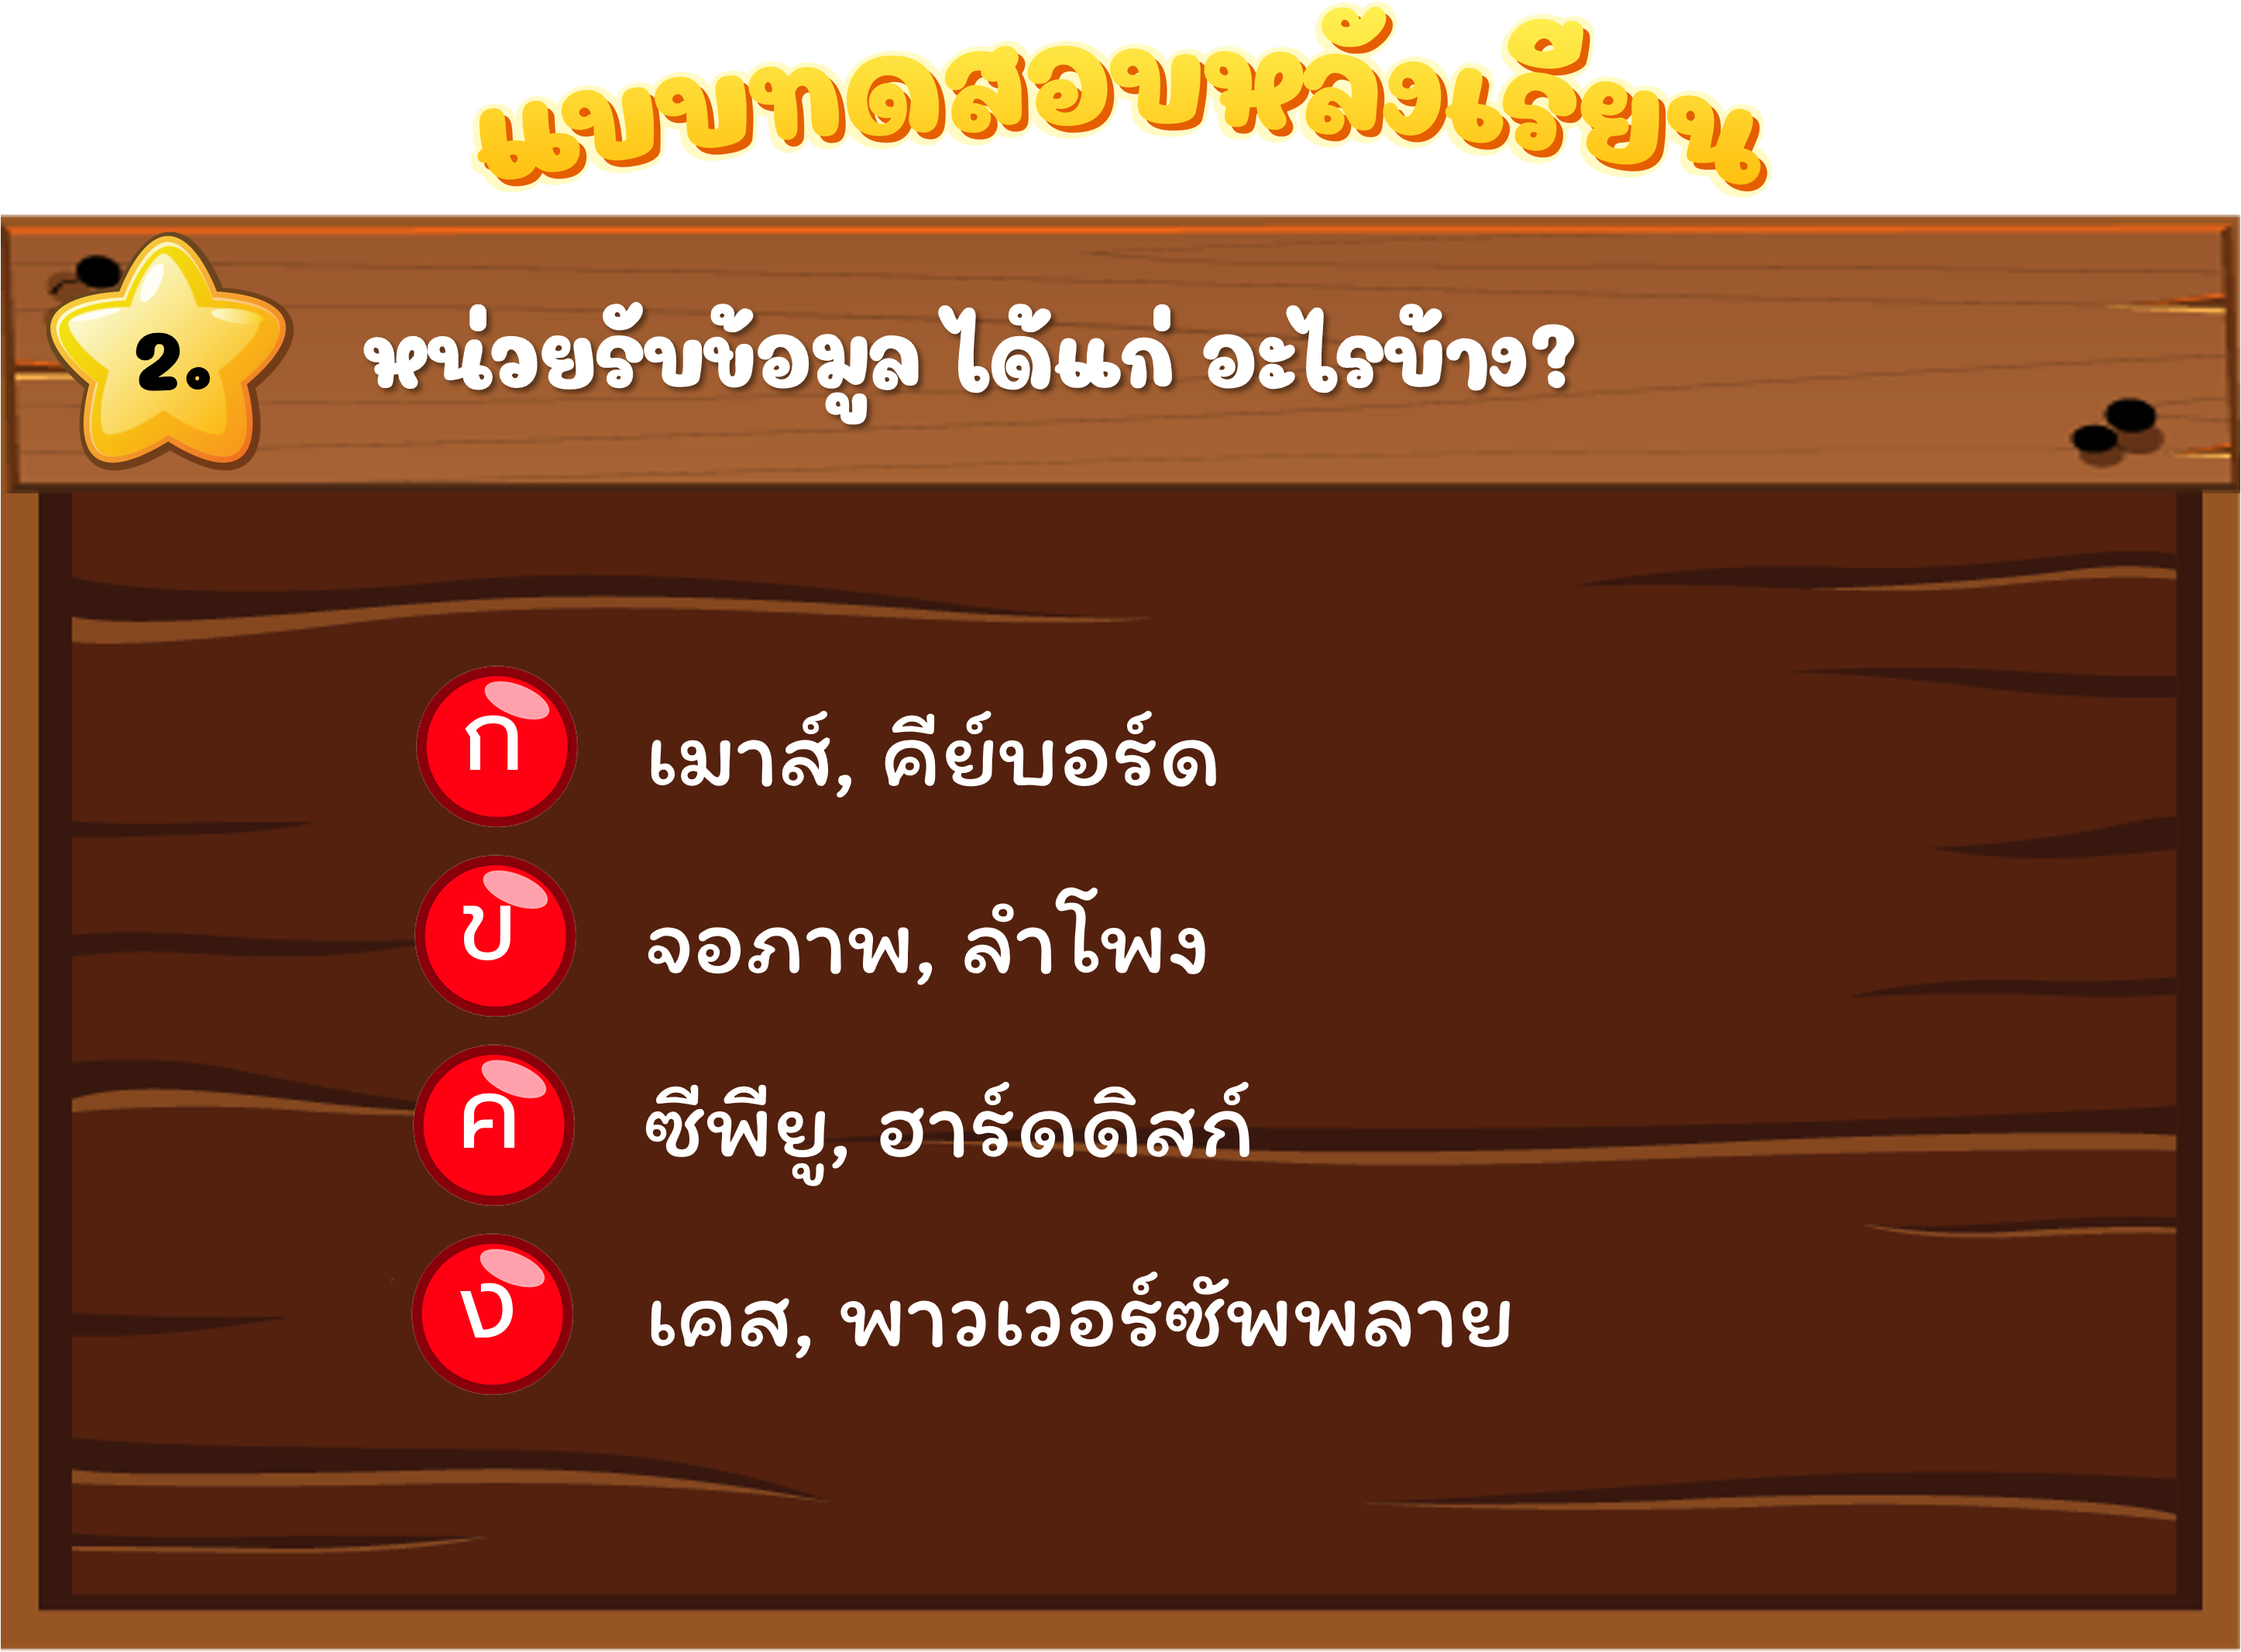 แบบทดสอบหลังเรียน
2. หน่วยรับข้อมูล ได้แก่ อะไรบ้าง?
ก เมาส์, คีย์บอร์ด
ข จอภาพ, ลำโพง
ค ซีพียู, ฮาร์ดดิสก์
ง เคส, พาวเวอร์ซัพพลาย